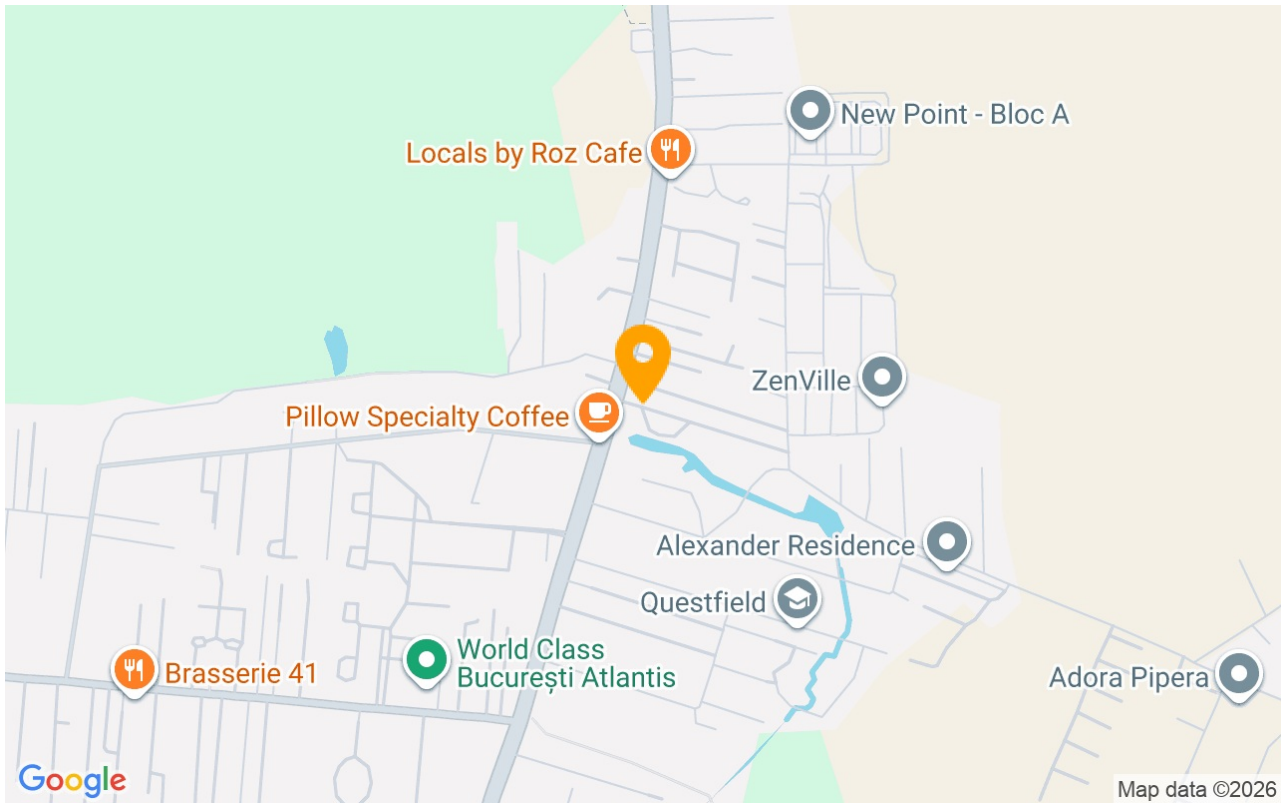 New Point - Bloc A
Locals by Roz Cafe
ZenVille
Pillow Specialty Coffee
Alexander Residence
Questfield
World Class
București Atlantis
Brasserie 41
Adora Pipera
Google
Map data ©2026